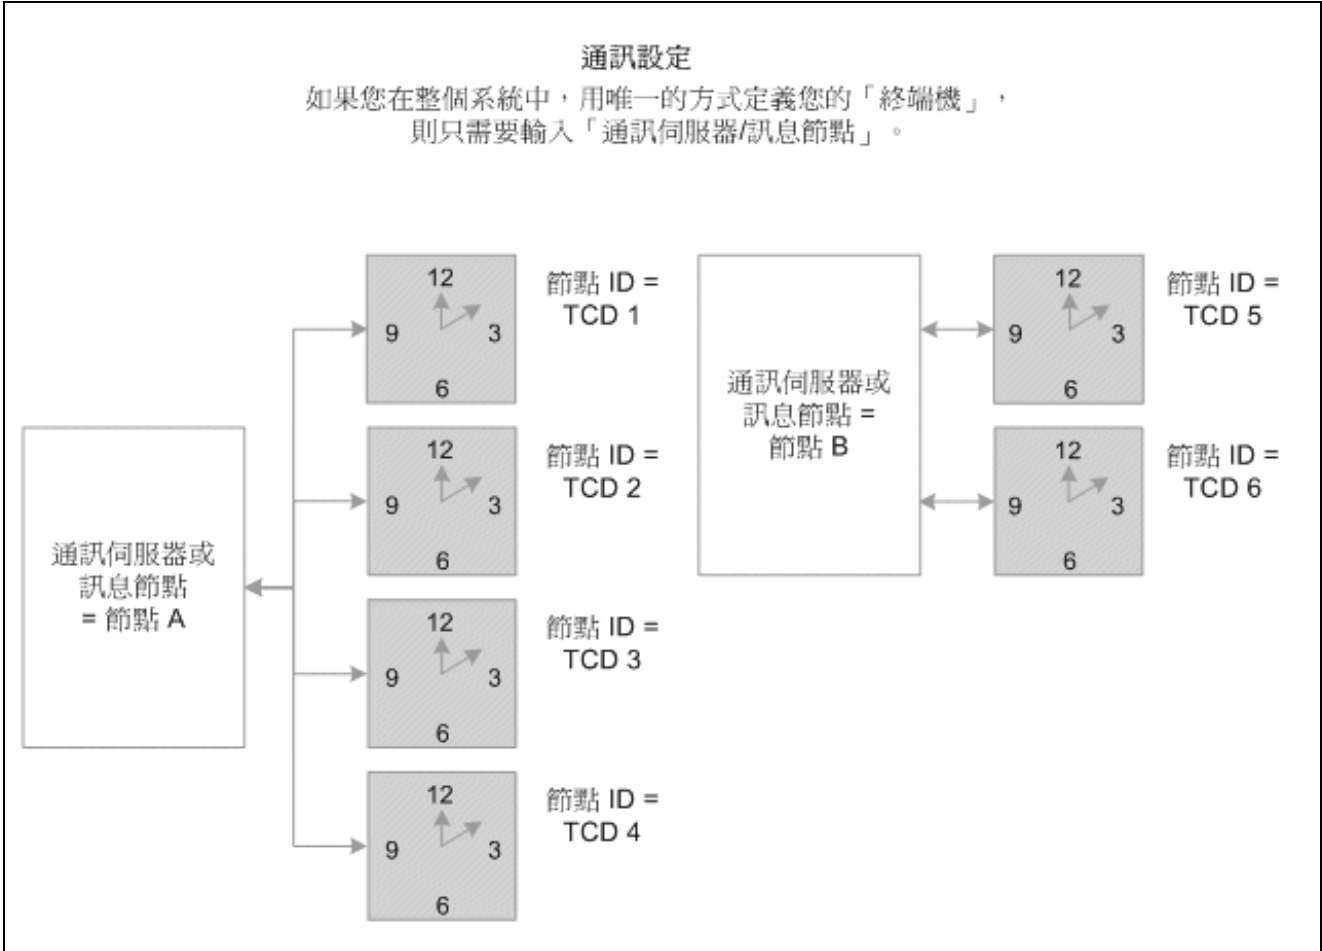 通訊設定
如果您在整個系統中，用唯一的方式定義您的「終端機」，
則只需要輸入「通訊伺服器/訊息節點」。
通訊伺服器或
訊息節點
= 節點 A
12
9
3
6
節點 ID =
TCD 1
12
9
3
6
節點 ID =
TCD 2
12
9
3
6
節點 ID =
TCD 3
12
9
3
6
節點 ID =
TCD 4
通訊伺服器或
訊息節點 =
節點 B
12
9
3
6
節點 ID =
TCD 5
12
9
3
6
節點 ID =
TCD 6